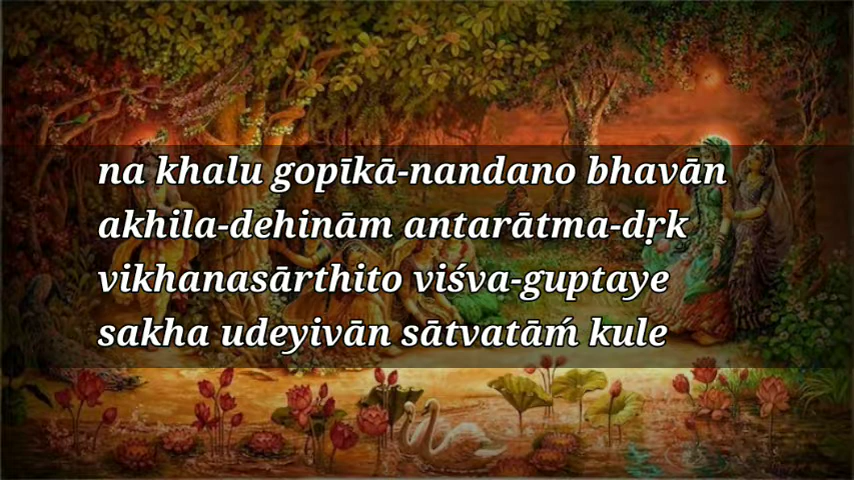 na khalu gopīkā-nandano bhavān
akhila-dehinām antarātma-dṛk
vikhanasārthito viśva-guptaye
sakha udeyivān sātvatāḿ kule